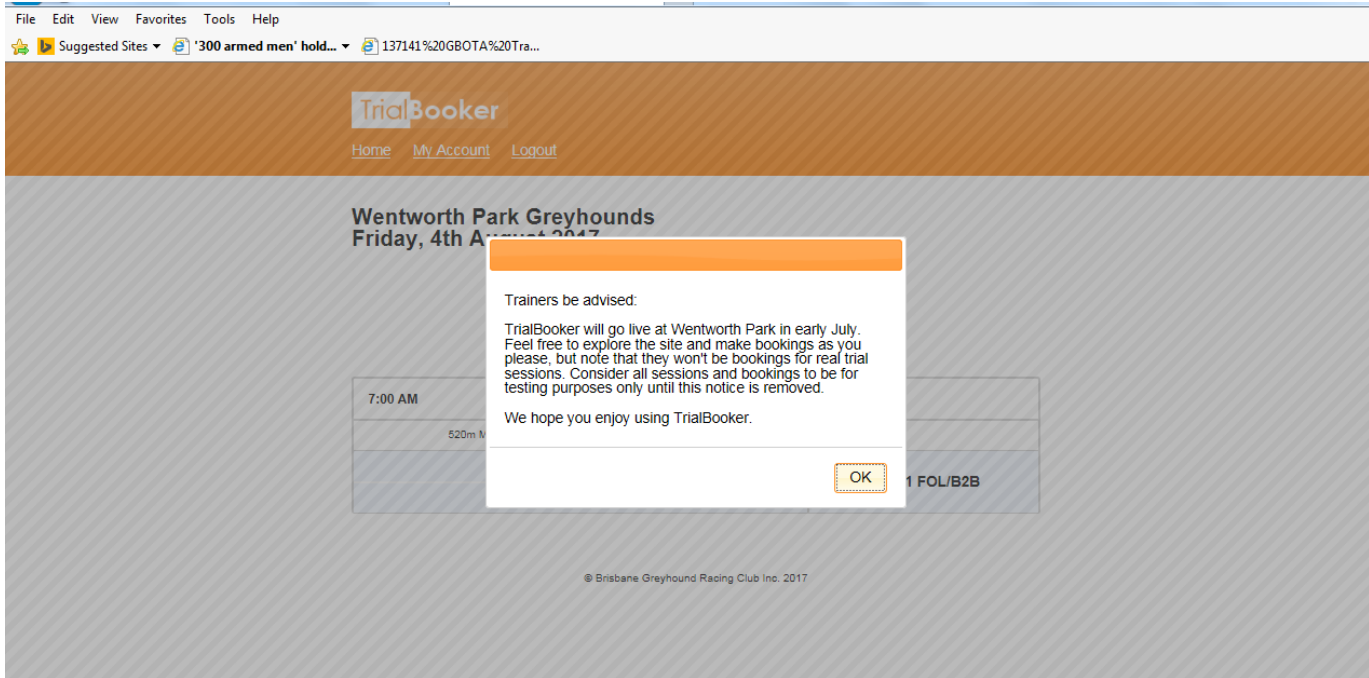 File Edit View Favorites Tools Help
Suggested Sites '300 armed men' hold... 137141%20GBOTA%20Tra...
TrialBooker
Home My Account Logout
Wentworth Park Greyhounds
Friday, 4th August 2017
Trainers be advised:
TrialBooker will go live at Wentworth Park in early July.
Feel free to explore the site and make bookings as you
please, but note that they won't be bookings for real trial
sessions. Consider all sessions and bookings to be for
testing purposes only until this notice is removed.
We hope you enjoy using TrialBooker.
OK
7:00 AM
520m M
1 FOL/B2B
© Brisbane Greyhound Racing Club Inc. 2017